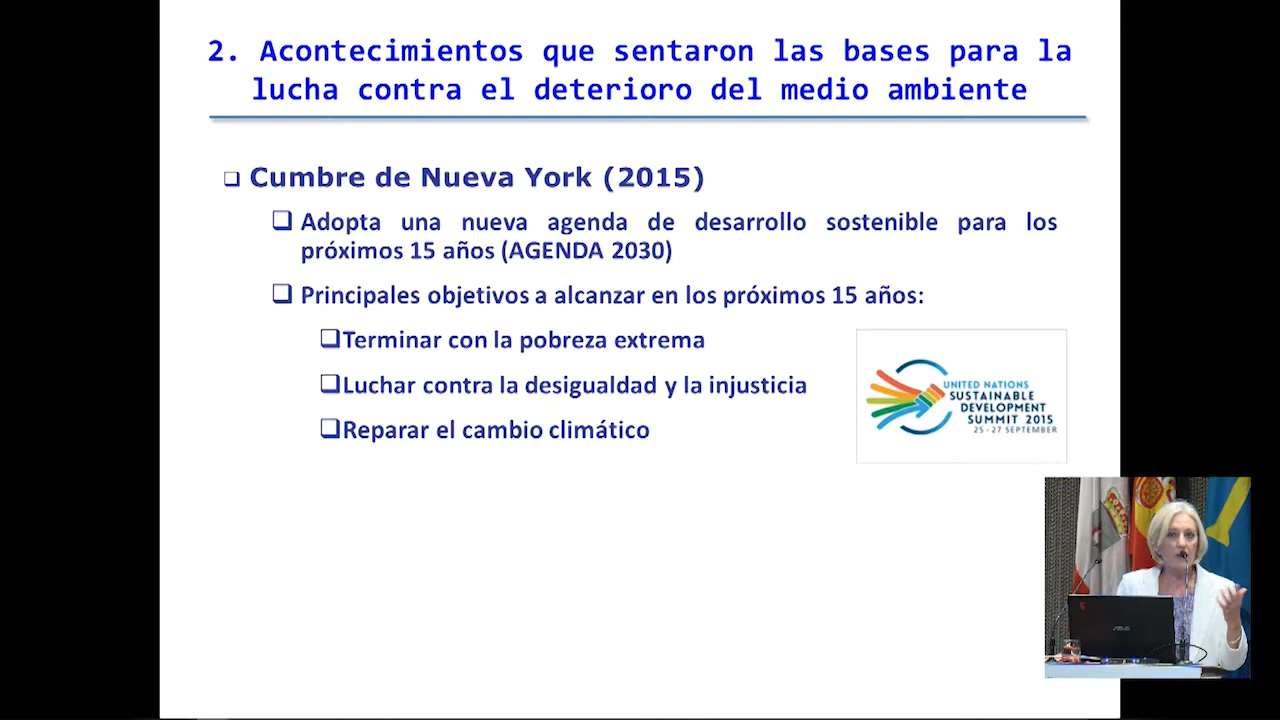 2. Acontecimientos que sentaron las bases para la
lucha contra el deterioro del medio ambiente
Cumbre de Nueva York (2015)
Adopta una nueva agenda de desarrollo sostenible para los
próximos 15 años (AGENDA 2030)
Principales objetivos a alcanzar en los próximos 15 años:
Terminar con la pobreza extrema
Luchar contra la desigualdad y la injusticia
Reparar el cambio climático
UNITED NATIONS
SUSTAINABLE
DEVELOPMENT
SUMMIT 2015
25 - 27 SEPTEMBER